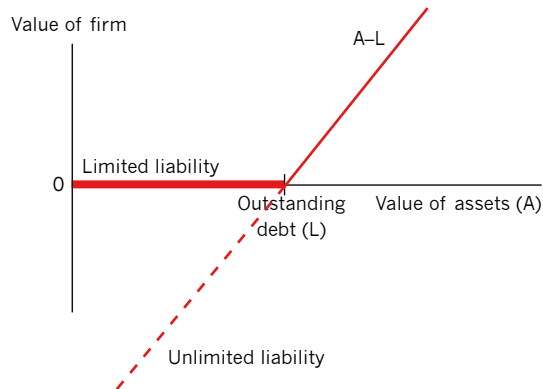 Value of firm
A–L
Limited liability
0
Outstanding
debt (L)
Value of assets (A)
Unlimited liability